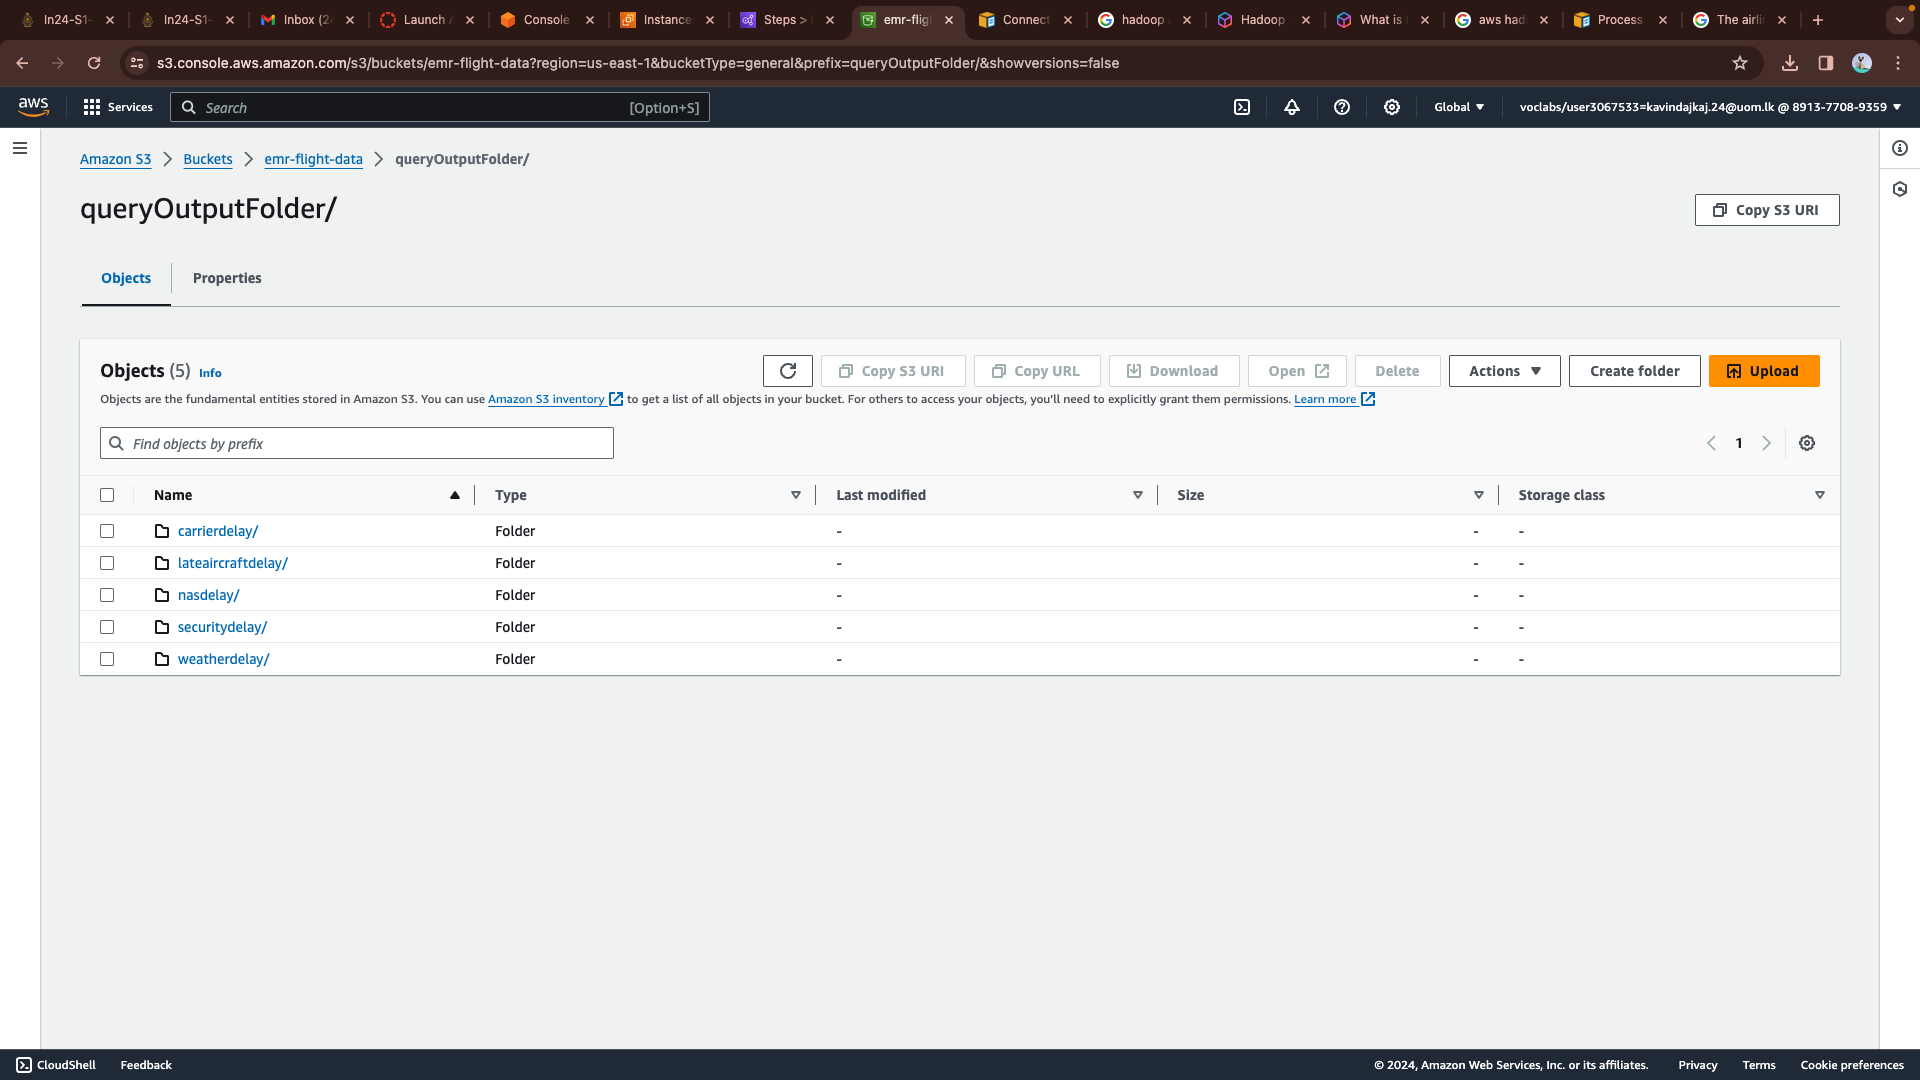 In24-S1-
In24-S1-
Inbox (2
Launch
Console
Instance
Steps >
emr-flig
Connect
hadoop
Hadoop
What is
aws had
Process
The airli
s3.console.aws.amazon.com/s3/buckets/emr-flight-data?region=us-east-1&bucketType=general&prefix=queryOutputFolder/&showversions=false
aws Services Search [Option+S] Global voclabs/user3067533=kavindajkaj.24@uom.lk @ 8913-7708-9359
Amazon S3 > Buckets > emr-flight-data > queryOutputFolder/
queryOutputFolder/
Copy S3 URI
Objects Properties
Objects (5) Info
Copy S3 URI Copy URL Download Open Delete Actions Create folder Upload
Objects are the fundamental entities stored in Amazon S3. You can use Amazon S3 inventory to get a list of all objects in your bucket. For others to access your objects, you'll need to explicitly grant them permissions. Learn more
Find objects by prefix
1
Name Type Last modified Size Storage class
carrierdelay/ Folder - - -
lateaircraftdelay/ Folder - - -
nasdelay/ Folder - - -
securitydelay/ Folder - - -
weatherdelay/ Folder - - -
CloudShell Feedback © 2024, Amazon Web Services, Inc. or its affiliates. Privacy Terms Cookie preferences